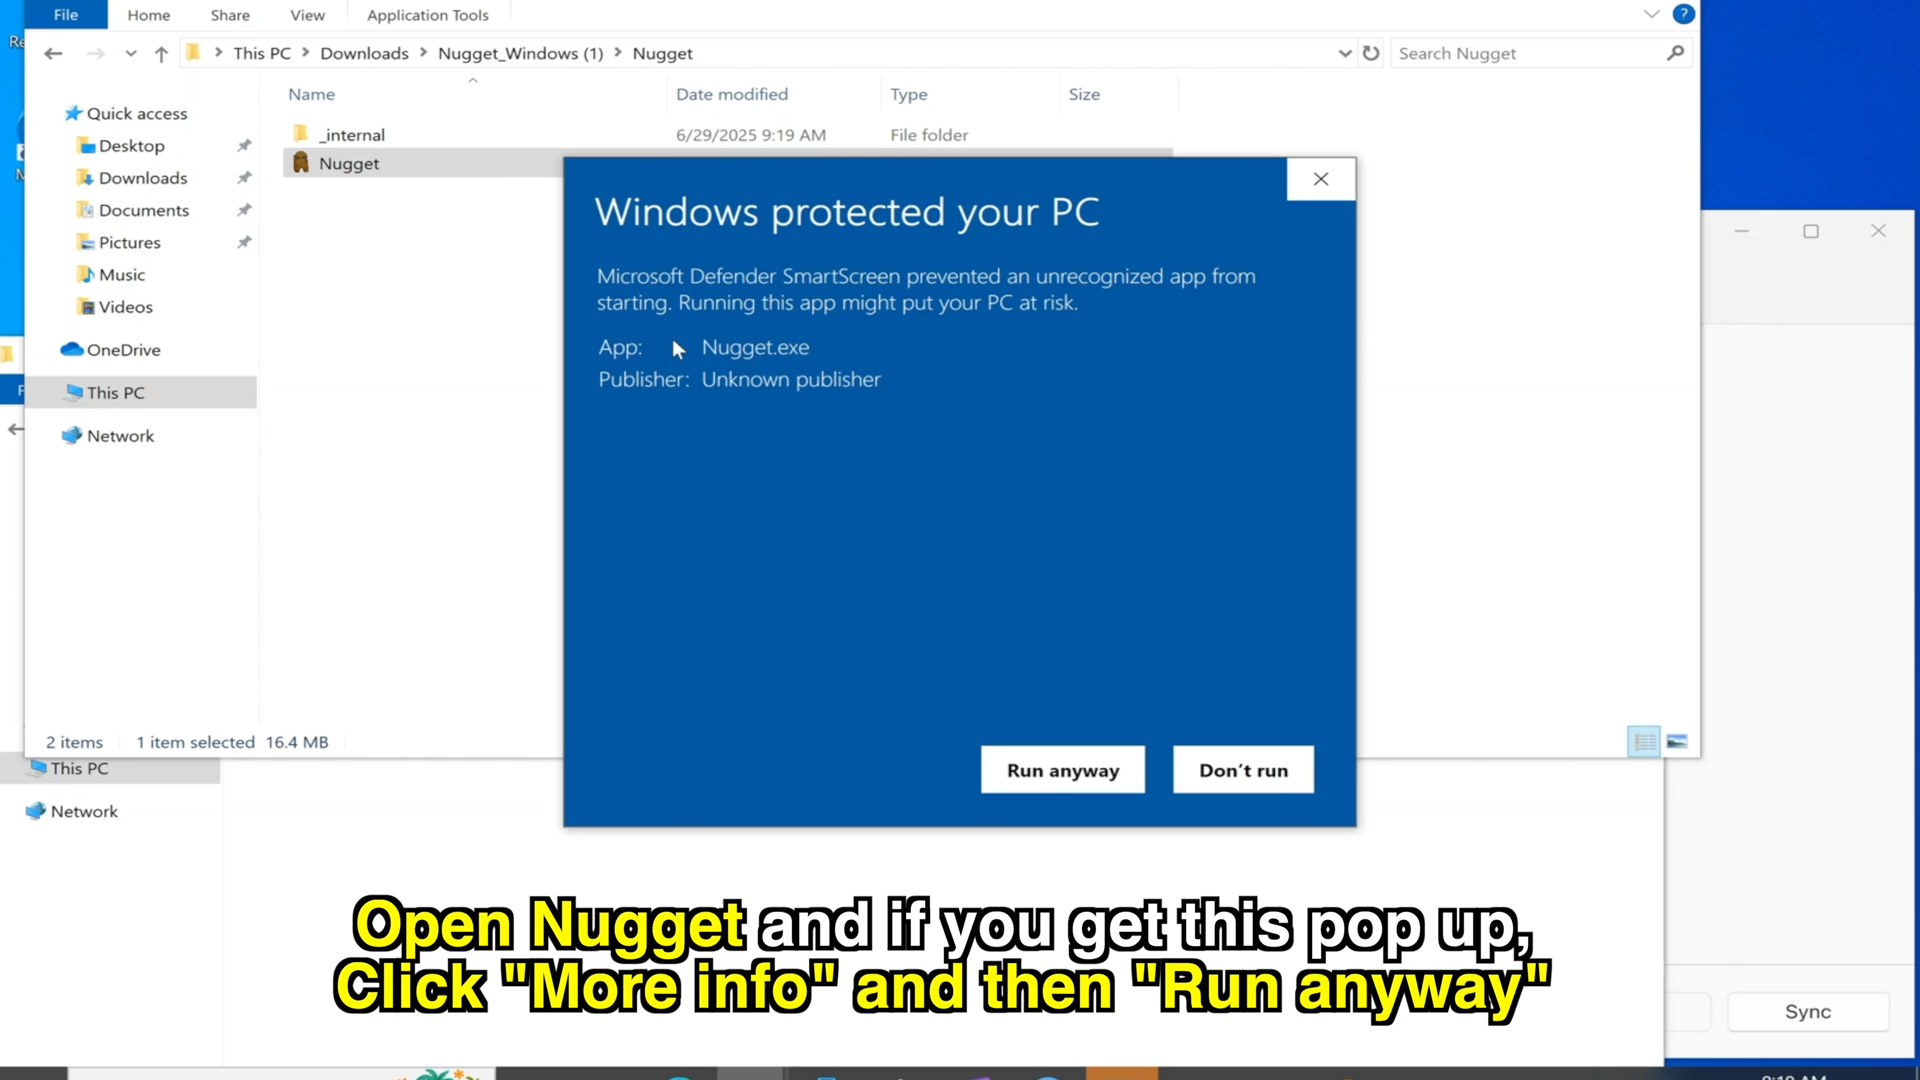 File Home Share View Application Tools
Re
This PC > Downloads > Nugget_Windows (1) > Nugget
Search Nugget
Name Date modified Type Size
Quick access
_internal 6/29/2025 9:19 AM File folder
Desktop
Nugget
Downloads
Documents
Pictures
Music
Videos
OneDrive
This PC
Network
Windows protected your PC
Microsoft Defender SmartScreen prevented an unrecognized app from
starting. Running this app might put your PC at risk.
App: Nugget.exe
Publisher: Unknown publisher
Run anyway Don't run
2 items 1 item selected 16.4 MB
This PC
Network
Open Nugget and if you get this pop up,
Click "More info" and then "Run anyway"
Sync